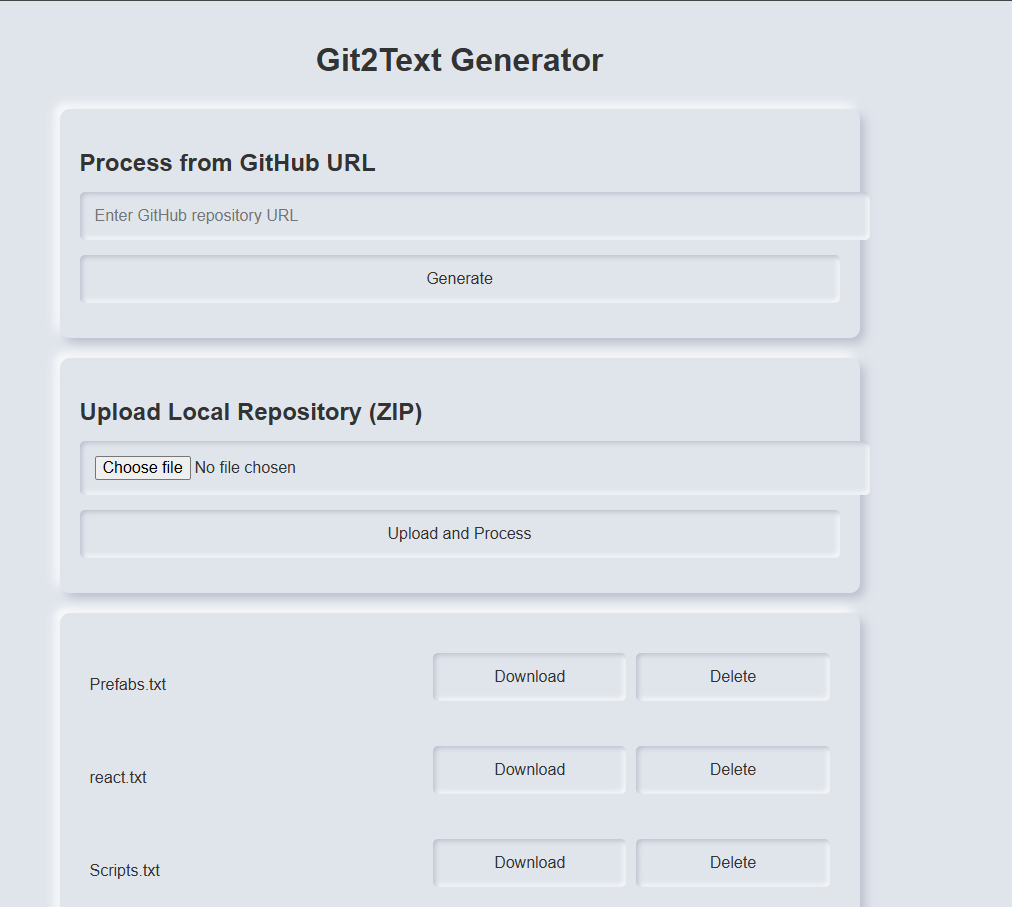 Git2Text Generator
Process from GitHub URL
Enter GitHub repository URL
Generate
Upload Local Repository (ZIP)
Choose file No file chosen
Upload and Process
Prefabs.txt Download Delete
react.txt Download Delete
Scripts.txt Download Delete